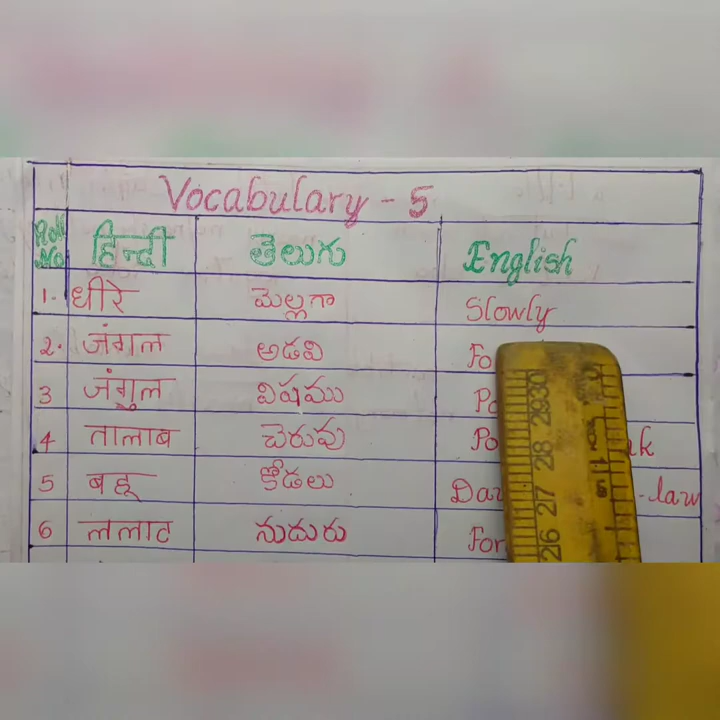 Vocabulary - 5
Roll No हिन्दी తెలుగు English
1. धीरे మెల్లగా Slowly
2. जंगल అడవి Fo
3 जंगुल విషము Po
4 तालाब చెరువు Po k
5 बहू కోడలు Dau -law
6 ललाट నుదురు For
30
29
28
27
26